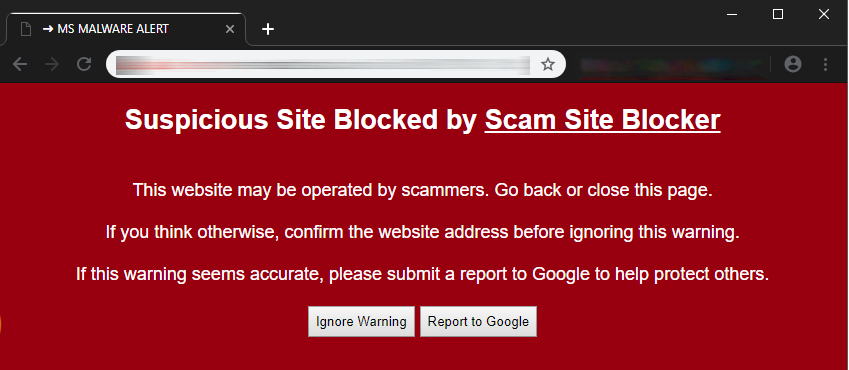 ➜ MS MALWARE ALERT
Suspicious Site Blocked by Scam Site Blocker
This website may be operated by scammers. Go back or close this page.
If you think otherwise, confirm the website address before ignoring this warning.
If this warning seems accurate, please submit a report to Google to help protect others.
Ignore Warning Report to Google